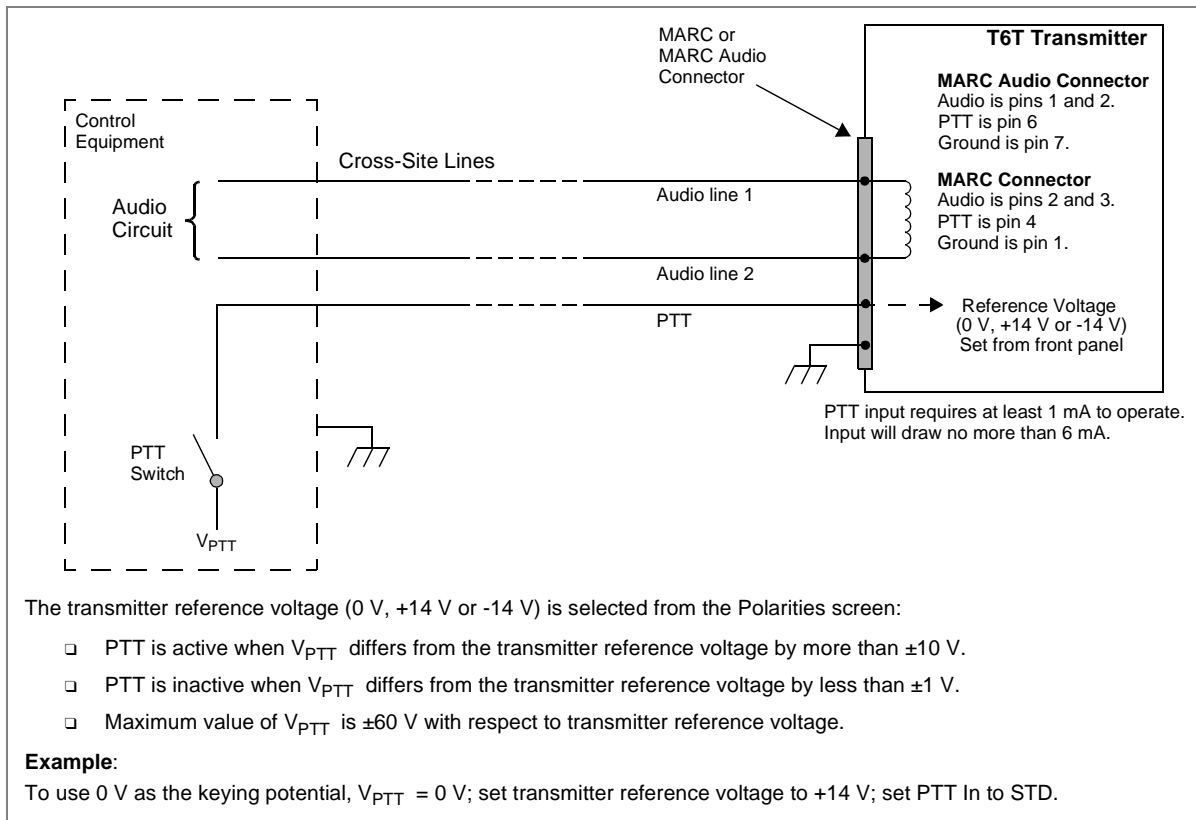 MARC or
MARC Audio
Connector
T6T Transmitter
MARC Audio Connector
Audio is pins 1 and 2.
PTT is pin 6
Ground is pin 7.
Control
Equipment
Cross-Site Lines
Audio
Circuit
Audio line 1
MARC Connector
Audio is pins 2 and 3.
PTT is pin 4
Ground is pin 1.
Audio line 2
PTT
Reference Voltage
(0 V, +14 V or -14 V)
Set from front panel
PTT input requires at least 1 mA to operate.
Input will draw no more than 6 mA.
PTT
Switch
VPTT
The transmitter reference voltage (0 V, +14 V or -14 V) is selected from the Polarities screen:
❑ PTT is active when VPTT differs from the transmitter reference voltage by more than ±10 V.
❑ PTT is inactive when VPTT differs from the transmitter reference voltage by less than ±1 V.
❑ Maximum value of VPTT is ±60 V with respect to transmitter reference voltage.
Example:
To use 0 V as the keying potential, VPTT = 0 V; set transmitter reference voltage to +14 V; set PTT In to STD.